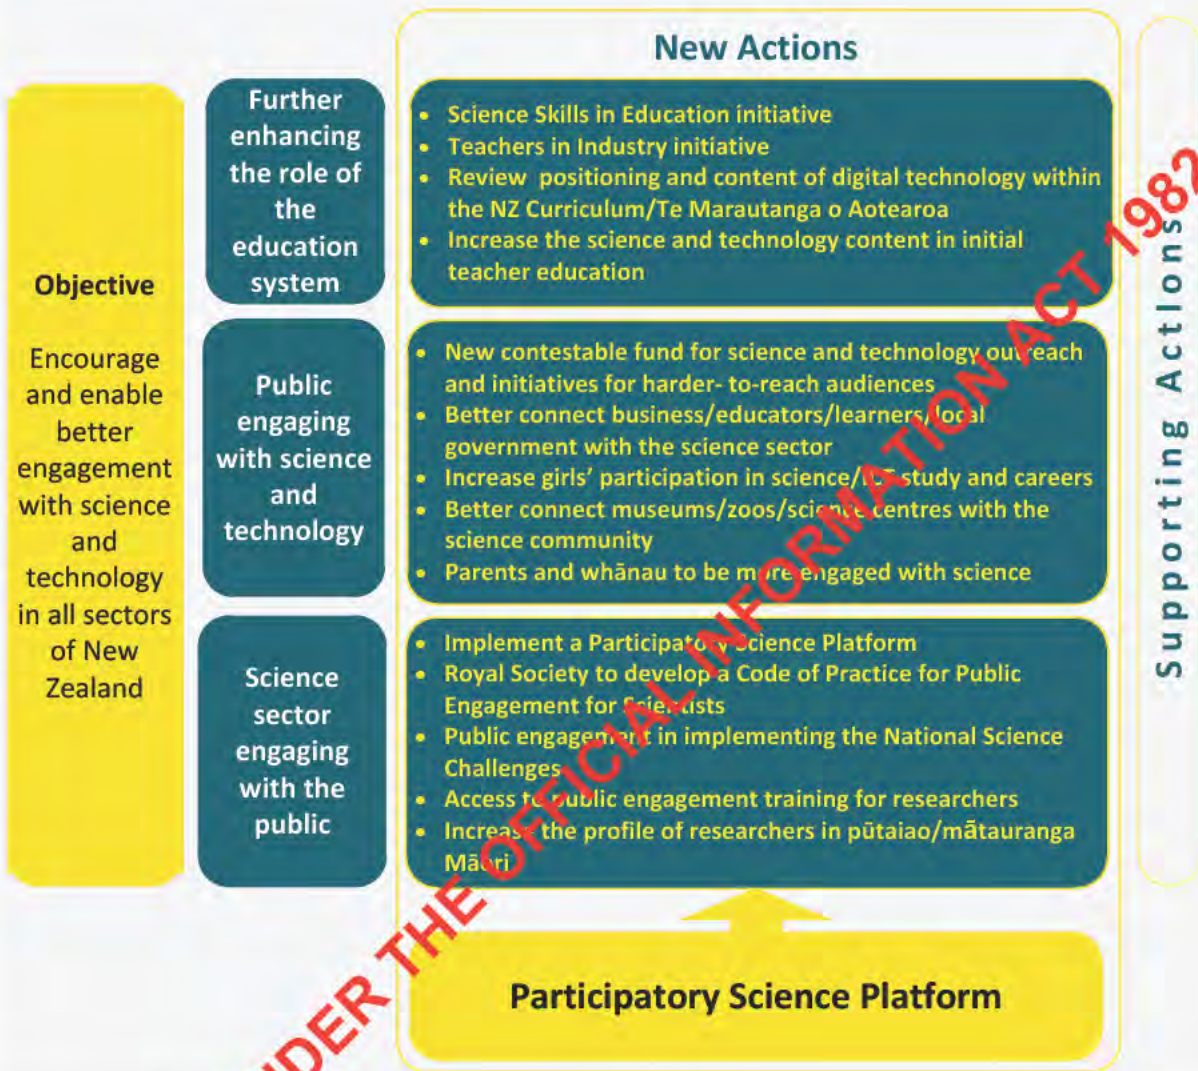 New Actions
Objective
Encourage
and enable
better
engagement
with science
and
technology
in all sectors
of New
Zealand
Further
enhancing
the role of
the
education
system
• Science Skills in Education initiative
• Teachers in Industry initiative
• Review positioning and content of digital technology within
the NZ Curriculum/Te Marautanga o Aotearoa
• Increase the science and technology content in initial
teacher education
Public
engaging
with science
and
technology
• New contestable fund for science and technology outreach
and initiatives for harder- to-reach audiences
• Better connect business/educators/learners/local
government with the science sector
• Increase girls' participation in science/ICT study and careers
• Better connect museums/zoos/science centres with the
science community
• Parents and whānau to be more engaged with science
Science
sector
engaging
with the
public
• Implement a Participatory Science Platform
• Royal Society to develop a Code of Practice for Public
Engagement for Scientists
• Public engagement in implementing the National Science
Challenges
• Access to public engagement training for researchers
• Increase the profile of researchers in pūtaiao/mātauranga
Māori
Participatory Science Platform
Supporting Actions
UNDER THE OFFICIAL INFORMATION ACT 1982